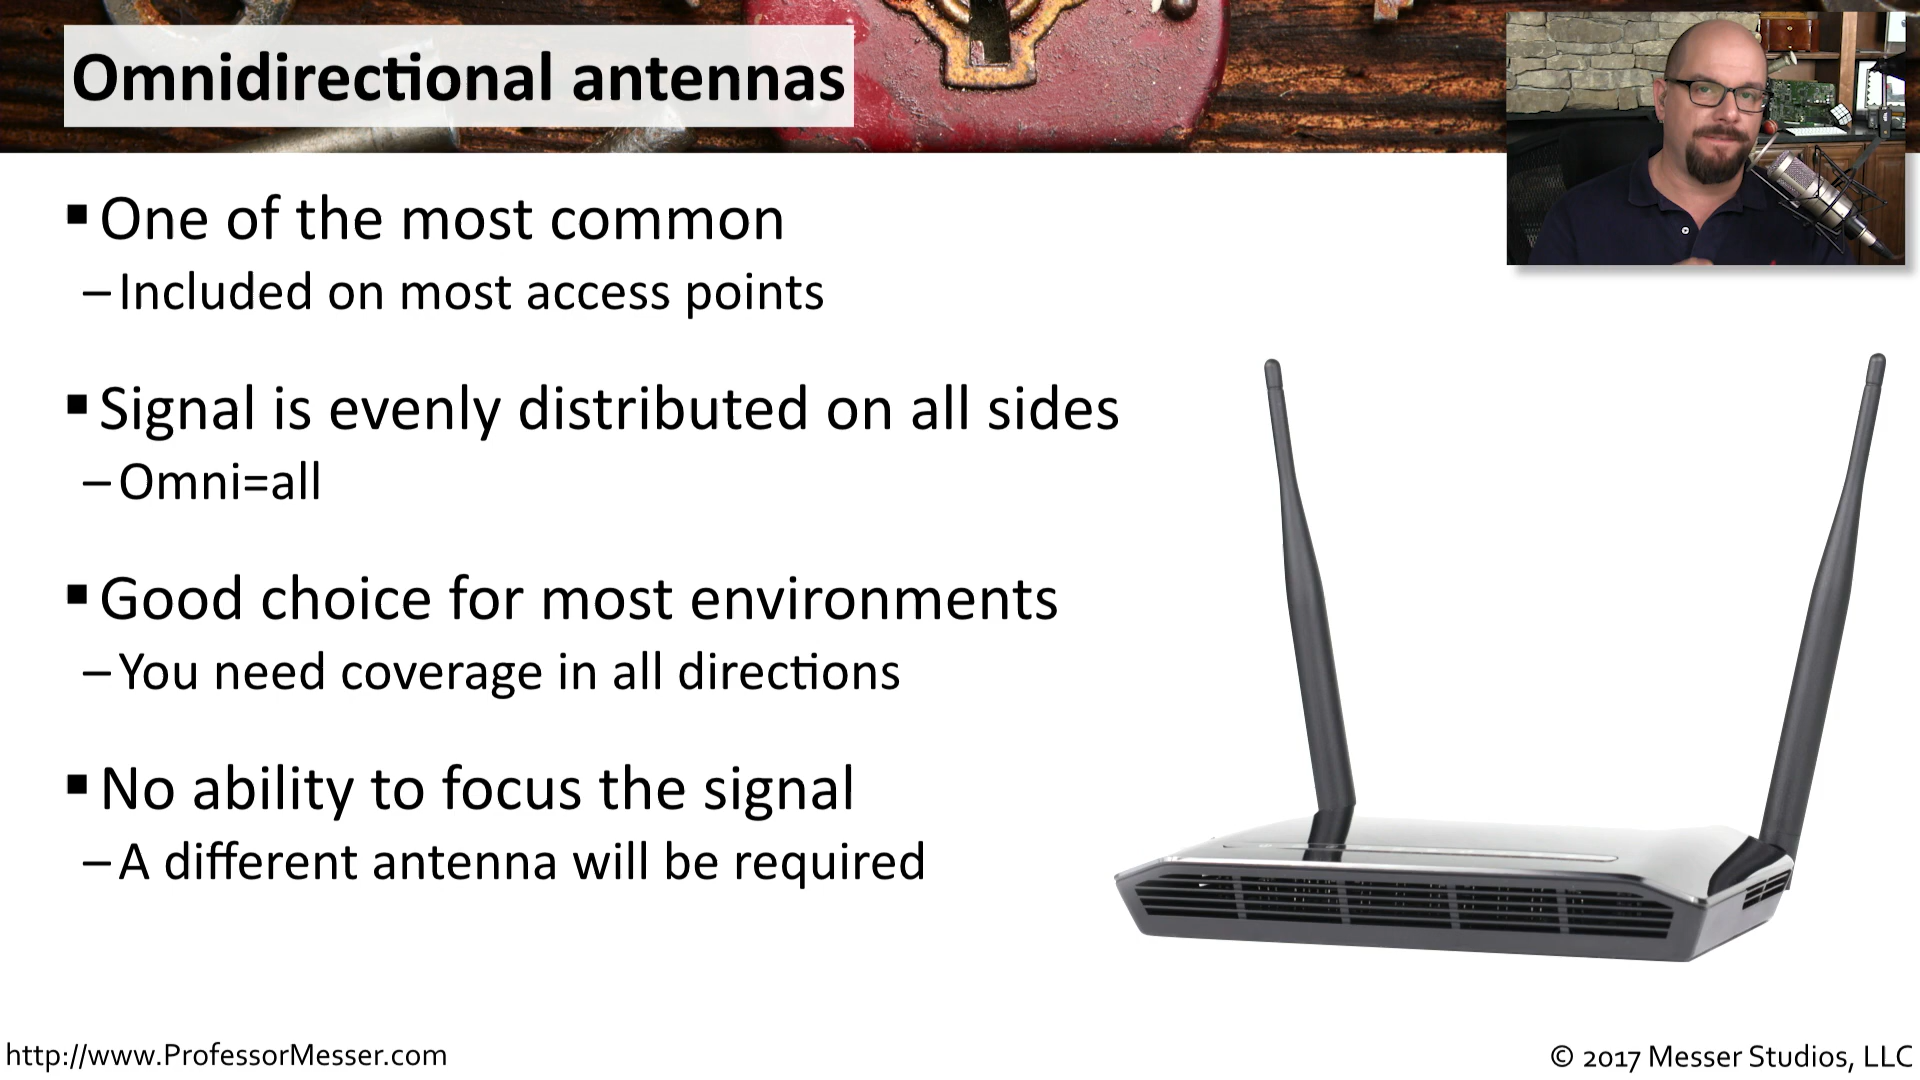 Omnidirectional antennas
▪ One of the most common
– Included on most access points
▪ Signal is evenly distributed on all sides
– Omni=all
▪ Good choice for most environments
– You need coverage in all directions
▪ No ability to focus the signal
– A different antenna will be required
http://www.ProfessorMesser.com
© 2017 Messer Studios, LLC